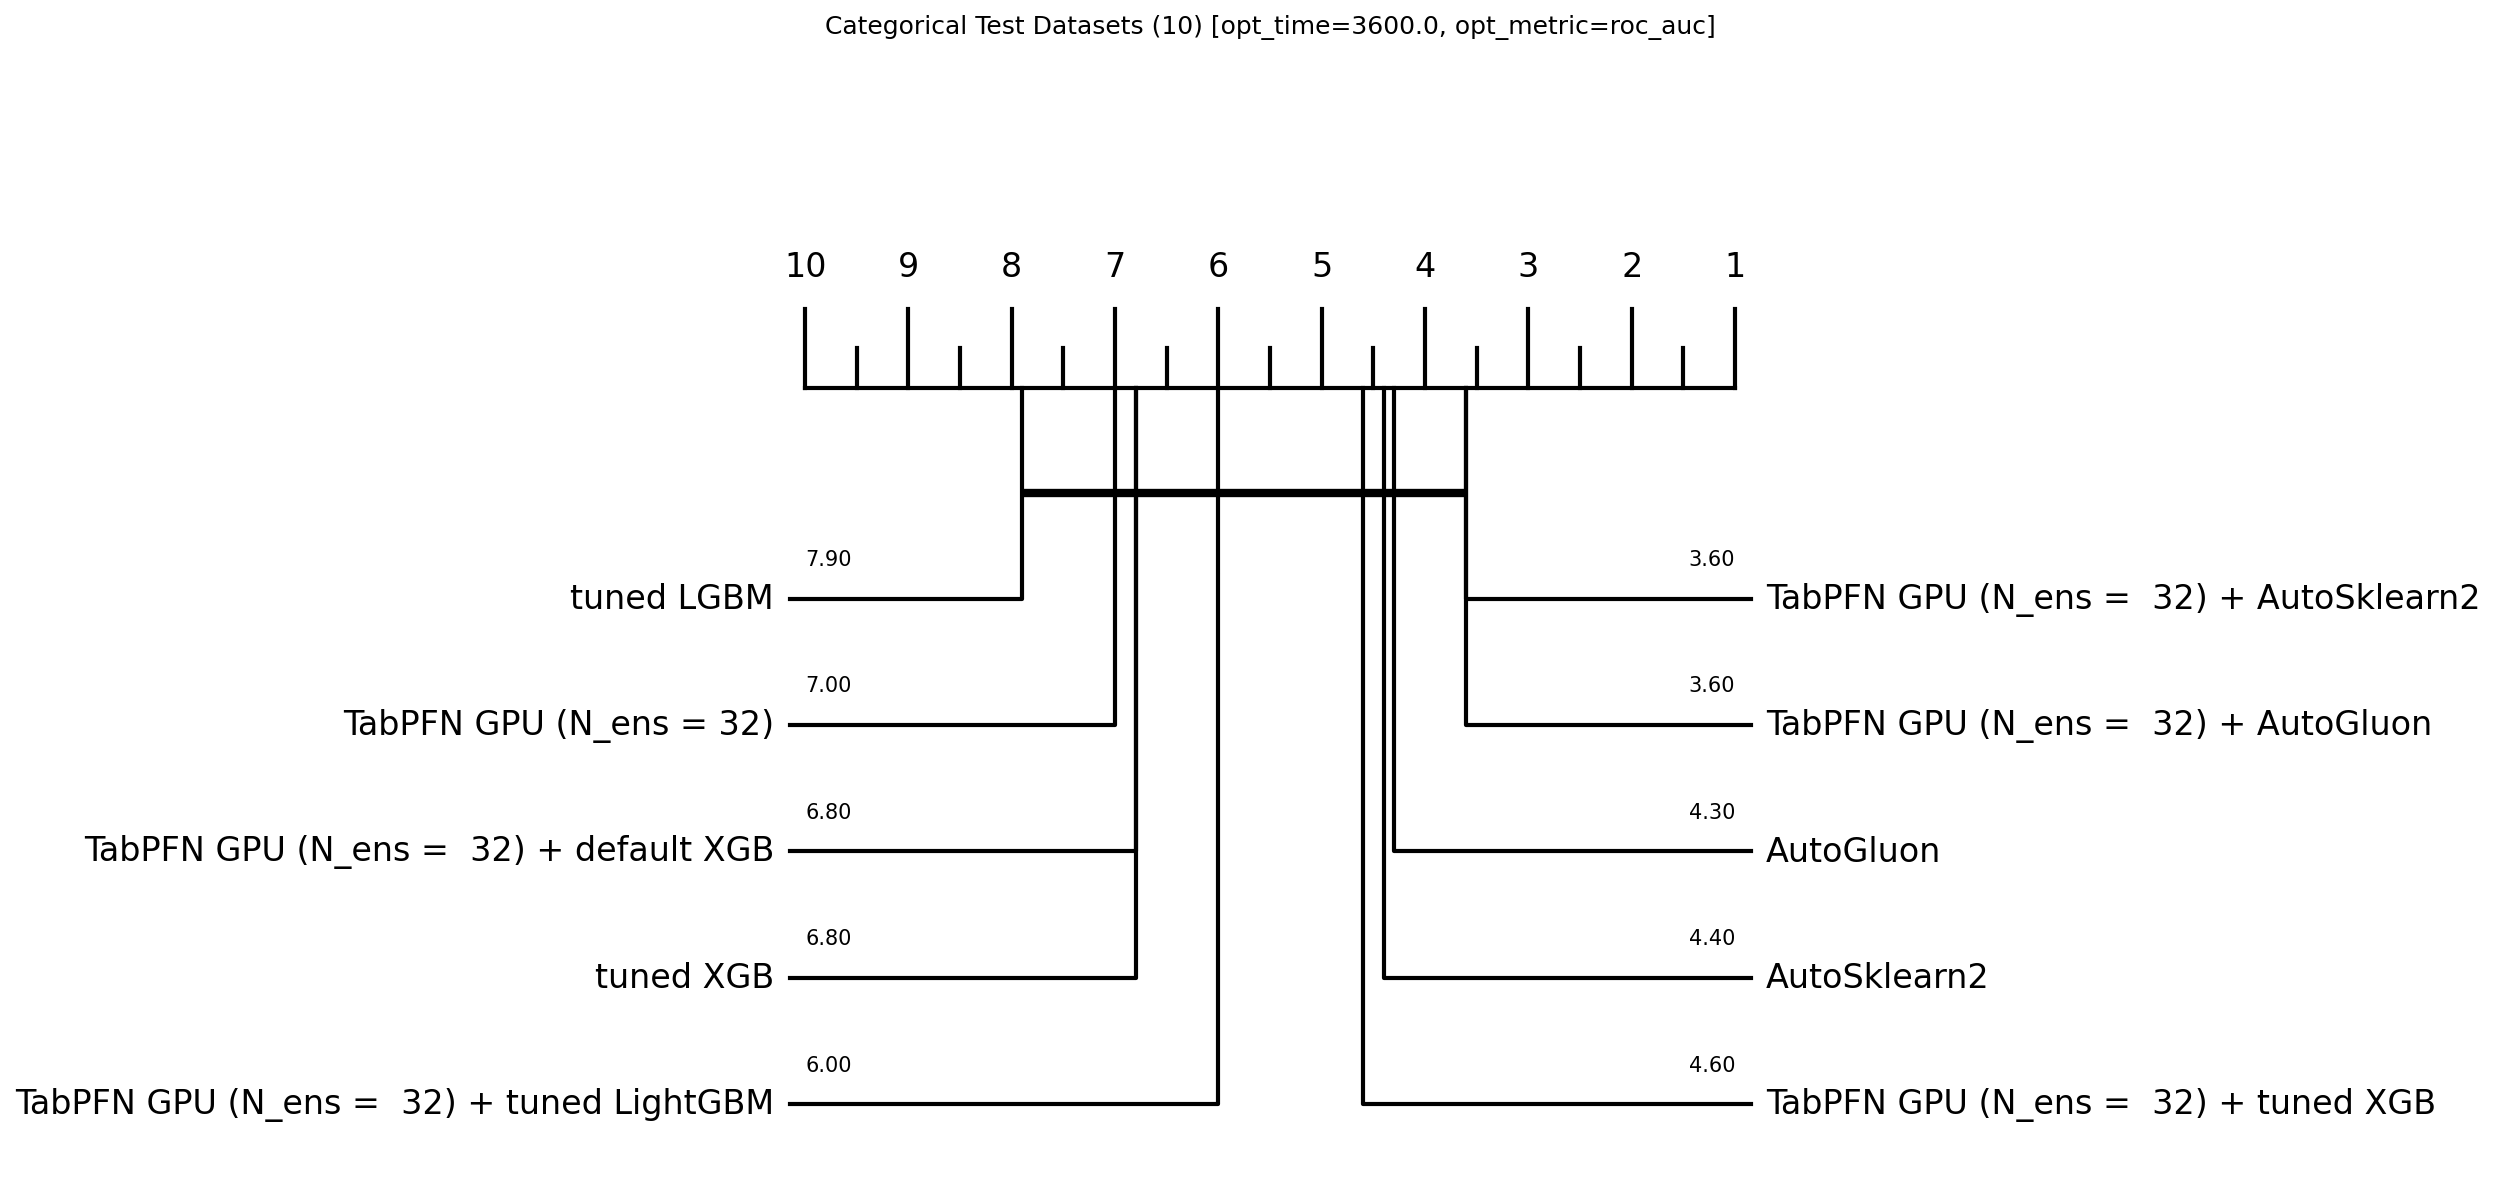 Categorical Test Datasets (10) [opt_time=3600.0, opt_metric=roc_auc]
10 9 8 7 6 5 4 3 2 1
7.90
tuned LGBM
7.00
TabPFN GPU (N_ens = 32)
6.80
TabPFN GPU (N_ens =  32) + default XGB
6.80
tuned XGB
6.00
TabPFN GPU (N_ens =  32) + tuned LightGBM
3.60
TabPFN GPU (N_ens =  32) + AutoSklearn2
3.60
TabPFN GPU (N_ens =  32) + AutoGluon
4.30
AutoGluon
4.40
AutoSklearn2
4.60
TabPFN GPU (N_ens =  32) + tuned XGB